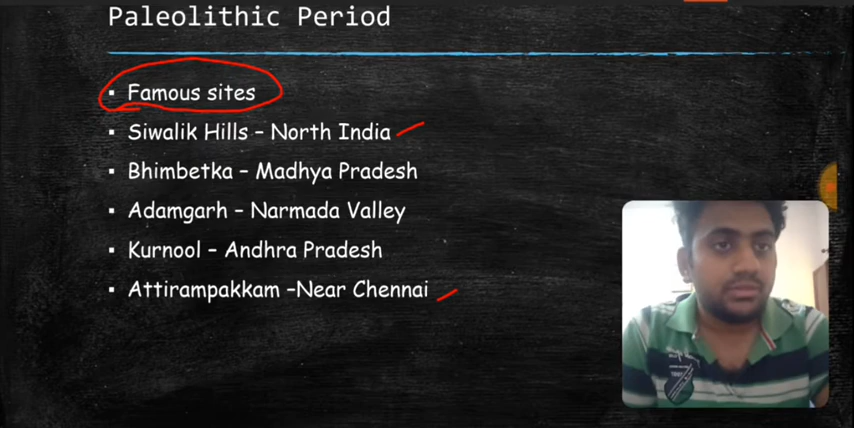 Paleolithic Period
▪ Famous sites
▪ Siwalik Hills – North India
▪ Bhimbetka – Madhya Pradesh
▪ Adamgarh – Narmada Valley
▪ Kurnool – Andhra Pradesh
▪ Attirampakkam –Near Chennai